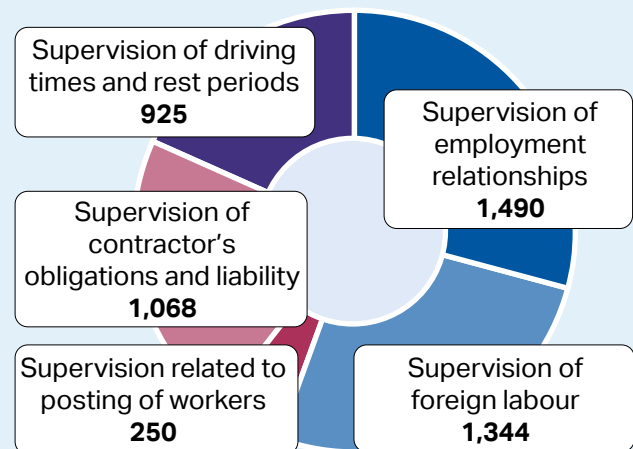 Supervision of driving
times and rest periods
925
Supervision of
employment
relationships
1,490
Supervision of
contractor's
obligations and liability
1,068
Supervision related to
posting of workers
250
Supervision of
foreign labour
1,344